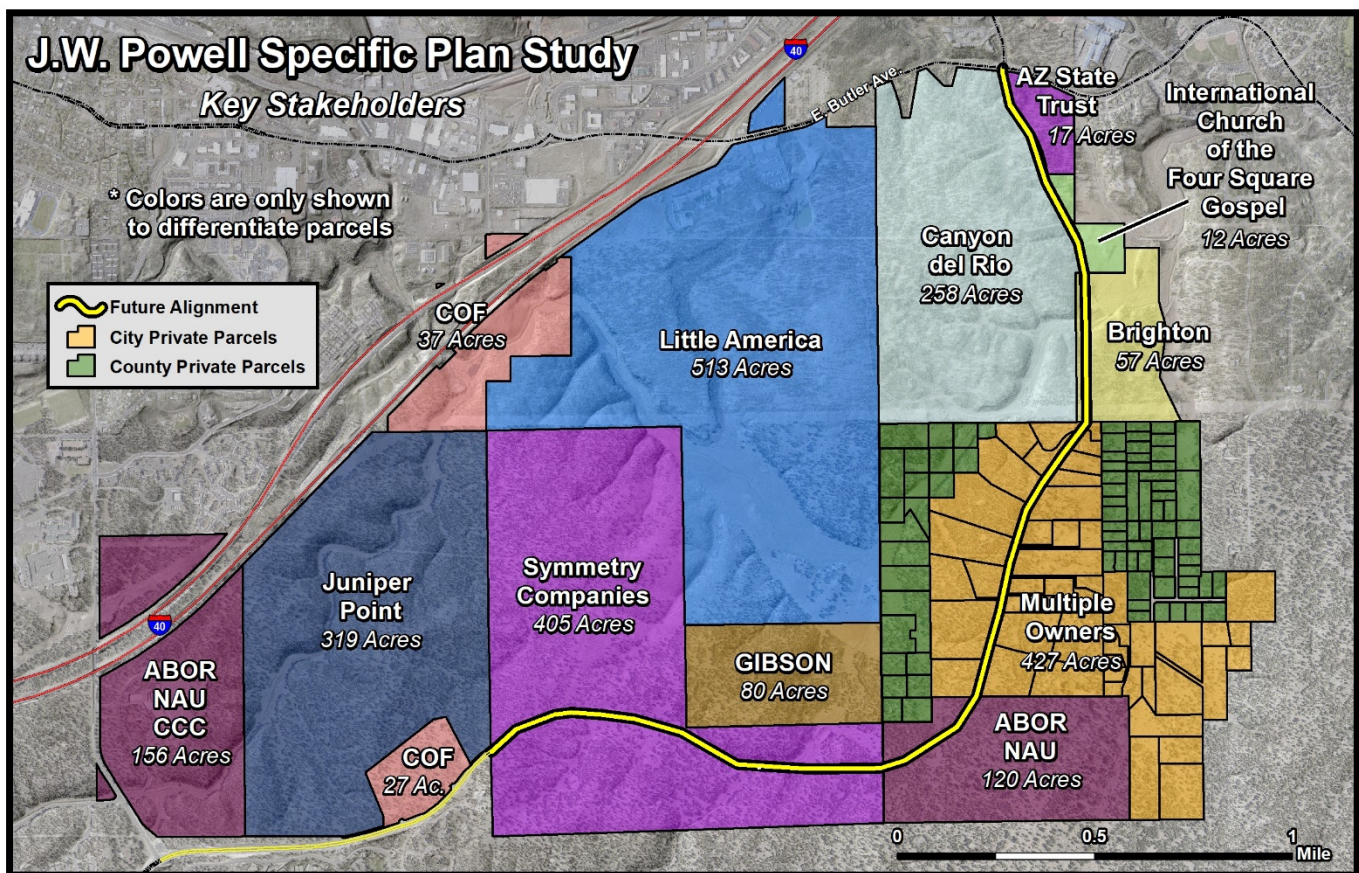 J.W. Powell Specific Plan Study
Key Stakeholders
* Colors are only shown
to differentiate parcels
Future Alignment
City Private Parcels
County Private Parcels
40
E. Butler Ave.
AZ State
Trust
17 Acres
International
Church
of the
Four Square
Gospel
12 Acres
Canyon
del Rio
258 Acres
COF
37 Acres
Little America
513 Acres
Brighton
57 Acres
Juniper
Point
319 Acres
Symmetry
Companies
405 Acres
Multiple
Owners
427 Acres
40
GIBSON
80 Acres
ABOR
NAU
CCC
156 Acres
COF
27 Ac.
ABOR
NAU
120 Acres
0 0.5 1
Mile